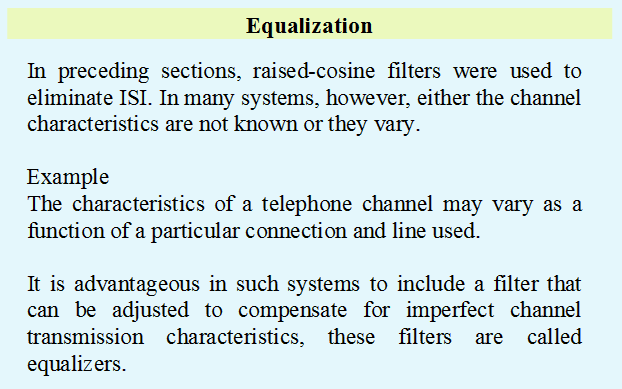 Equalization
In preceding sections, raised-cosine filters were used to
eliminate ISI. In many systems, however, either the channel
characteristics are not known or they vary.
Example
The characteristics of a telephone channel may vary as a
function of a particular connection and line used.
It is advantageous in such systems to include a filter that
can be adjusted to compensate for imperfect channel
transmission characteristics, these filters are called
equalizers.